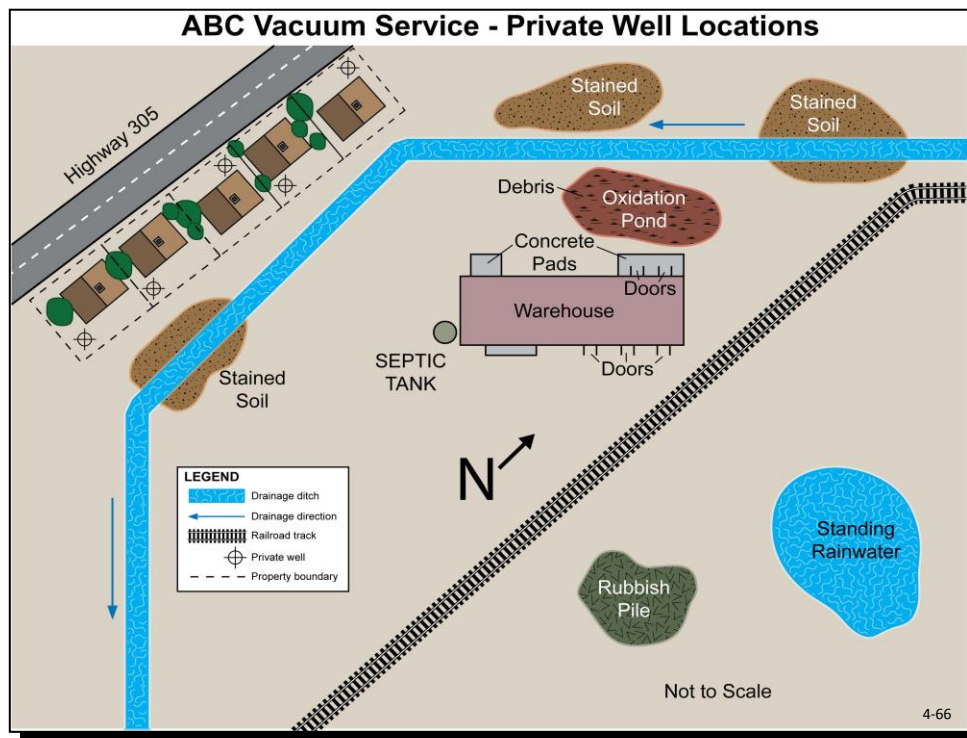 ABC Vacuum Service - Private Well Locations
Highway 305
Stained
Soil
Stained
Soil
Debris
Oxidation
Pond
Concrete
Pads
Doors
Warehouse
SEPTIC
TANK
Doors
Stained
Soil
N
LEGEND
Drainage ditch
Drainage direction
Railroad track
Private well
Property boundary
Standing
Rainwater
Rubbish
Pile
Not to Scale
4-66